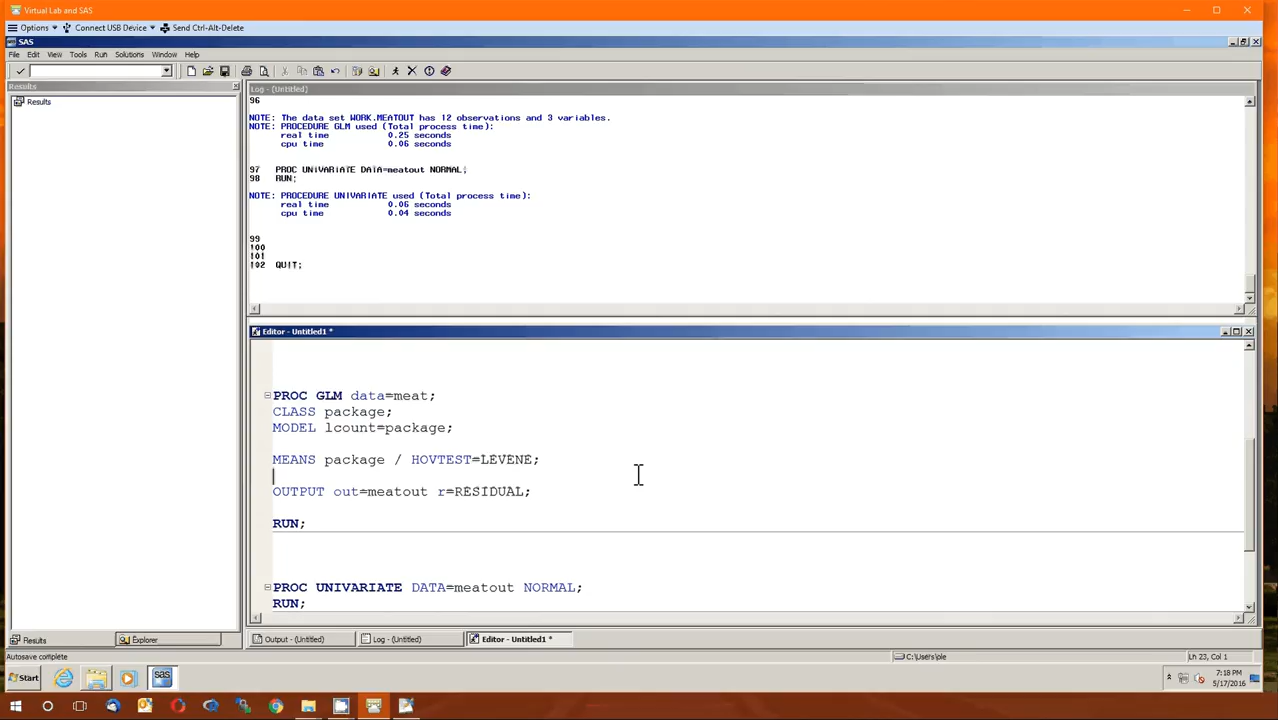 Virtual Lab and SAS
Options Connect USB Device Send Ctrl-Alt-Delete
SAS
File Edit View Tools Run Solutions Window Help
Results
Results
Log - (Untitled)
96
NOTE: The data set WORK.MEATOUT has 12 observations and 3 variables.
NOTE: PROCEDURE GLM used (Total process time):
real time 0.25 seconds
cpu time 0.06 seconds
97 PROC UNIVARIATE DATA=meatout NORMAL;
98 RUN;
NOTE: PROCEDURE UNIVARIATE used (Total process time):
real time 0.05 seconds
cpu time 0.04 seconds
99
100
101
102 QUIT;
Editor - Untitled1 *
PROC GLM data=meat;
CLASS package;
MODEL lcount=package;
MEANS package / HOVTEST=LEVENE;
OUTPUT out=meatout r=RESIDUAL;
RUN;
PROC UNIVARIATE DATA=meatout NORMAL;
RUN;
Results Explorer Output - (Untitled) Log - (Untitled) Editor - Untitled1 *
Autosave complete C:\Users\ple Ln 23, Col 1
Start 7:18 PM
5/17/2016
sas